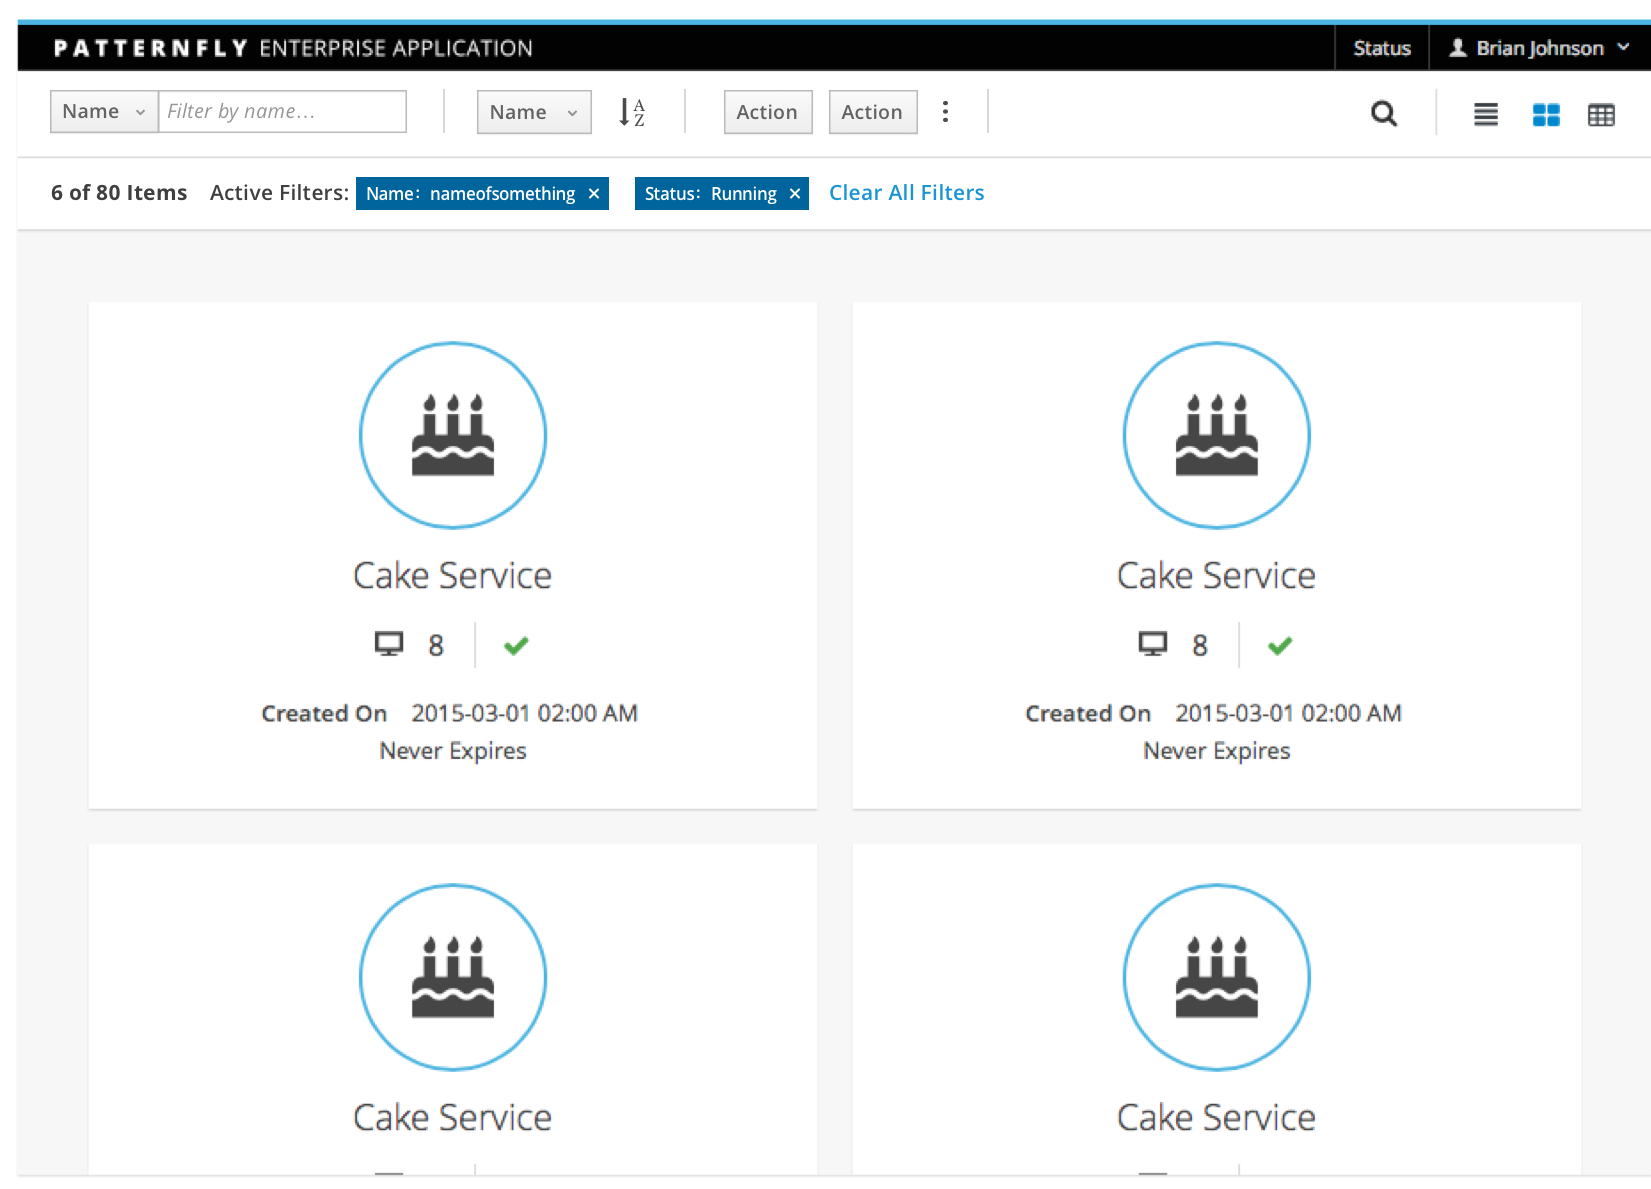 PATTERNFLY ENTERPRISE APPLICATION
Status
Brian Johnson
Name
Filter by name...
Name
A
Z
Action
Action
6 of 80 Items
Active Filters:
Name: nameofsomething ×
Status: Running ×
Clear All Filters
Cake Service
8
Created On 2015-03-01 02:00 AM
Never Expires
Cake Service
8
Created On 2015-03-01 02:00 AM
Never Expires
Cake Service
Cake Service